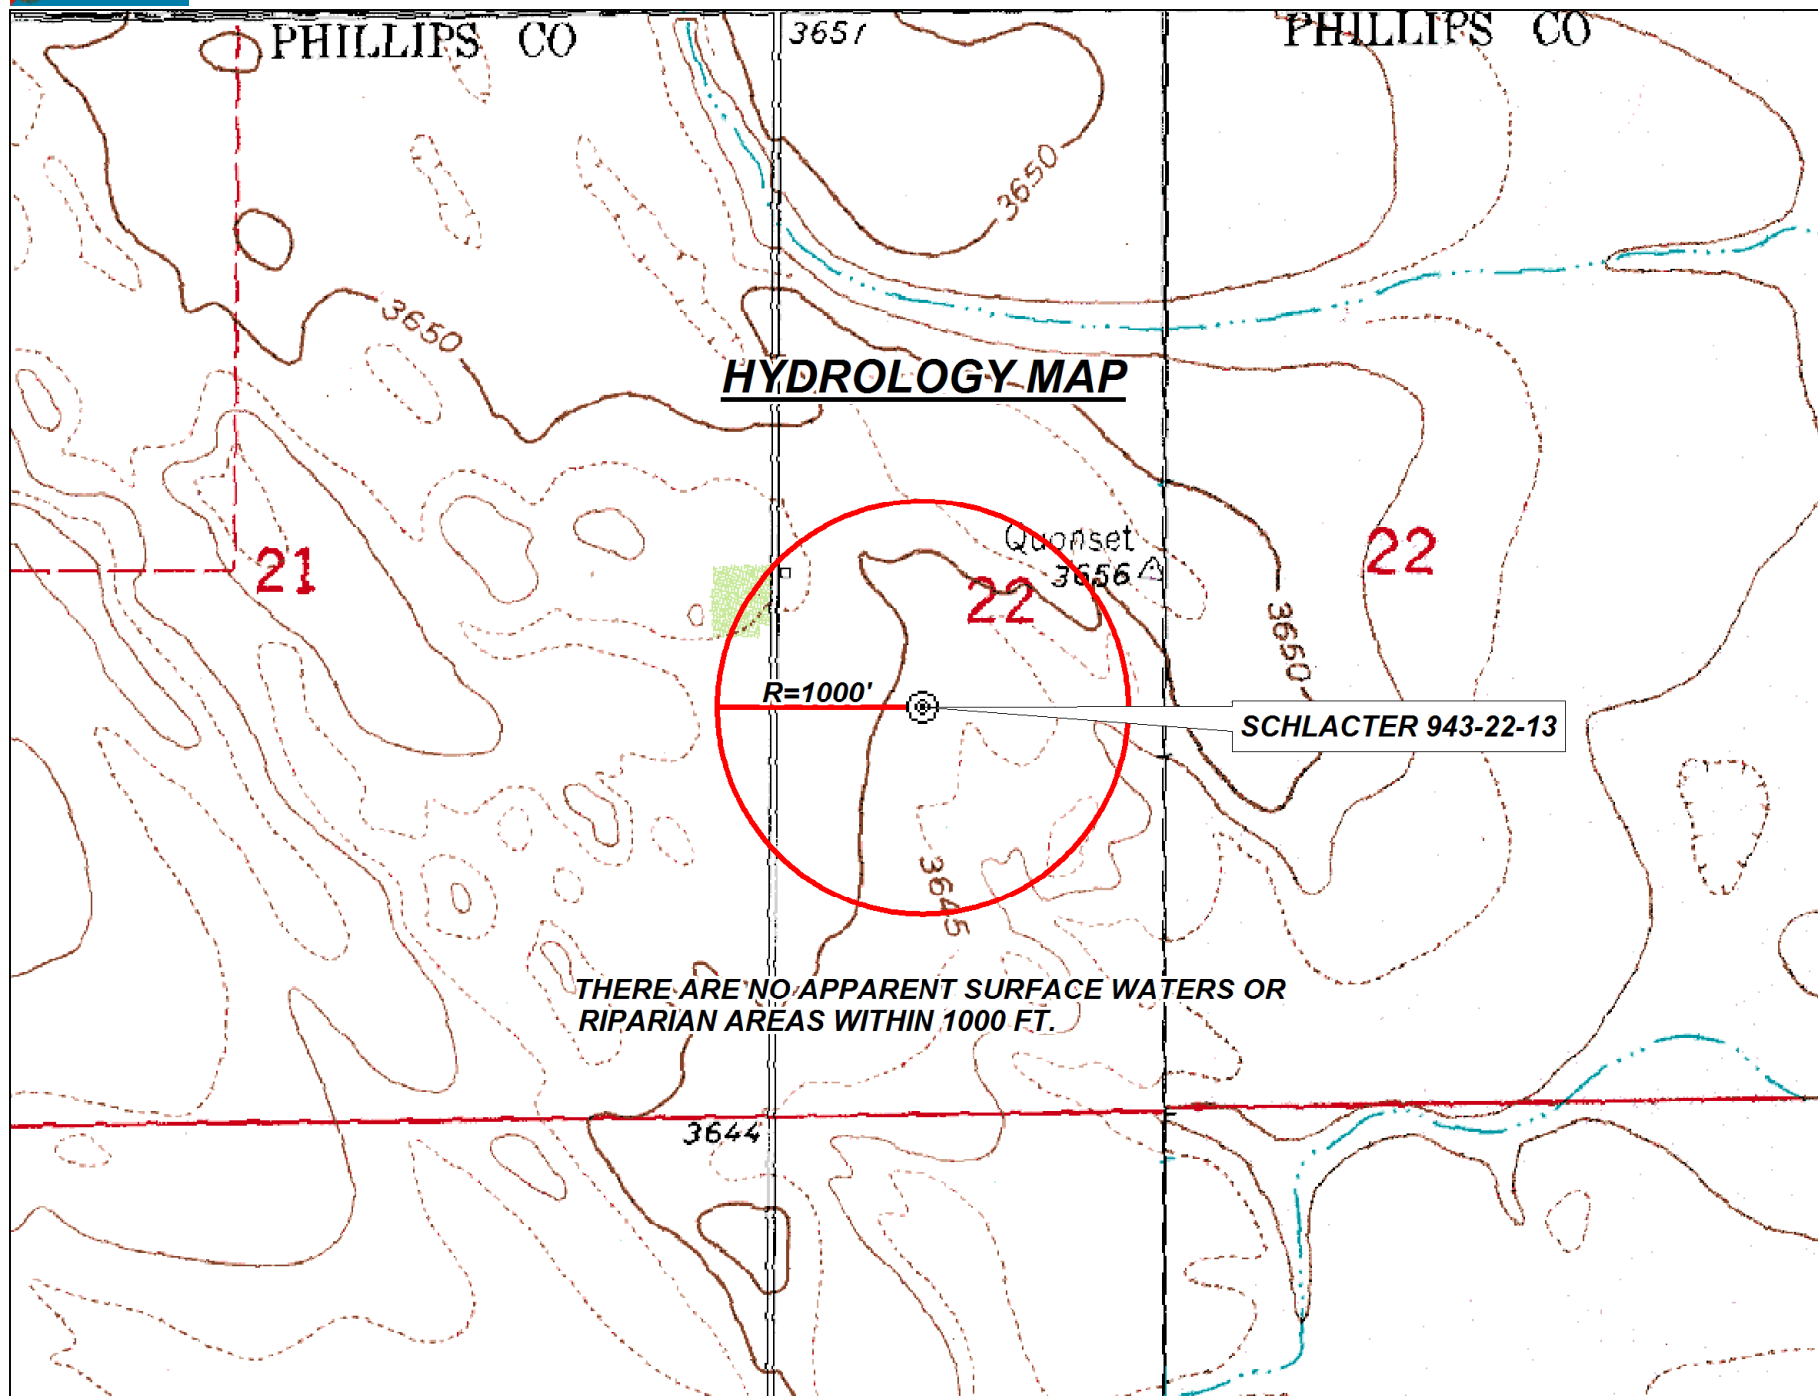 PHILLIPS CO
3651
PHILLIPS CO
3650
3650
HYDROLOGY MAP
Quonset
3656
22
22
21
3650
R=1000'
SCHLACTER 943-22-13
3645
THERE ARE NO APPARENT SURFACE WATERS OR
RIPARIAN AREAS WITHIN 1000 FT.
3644